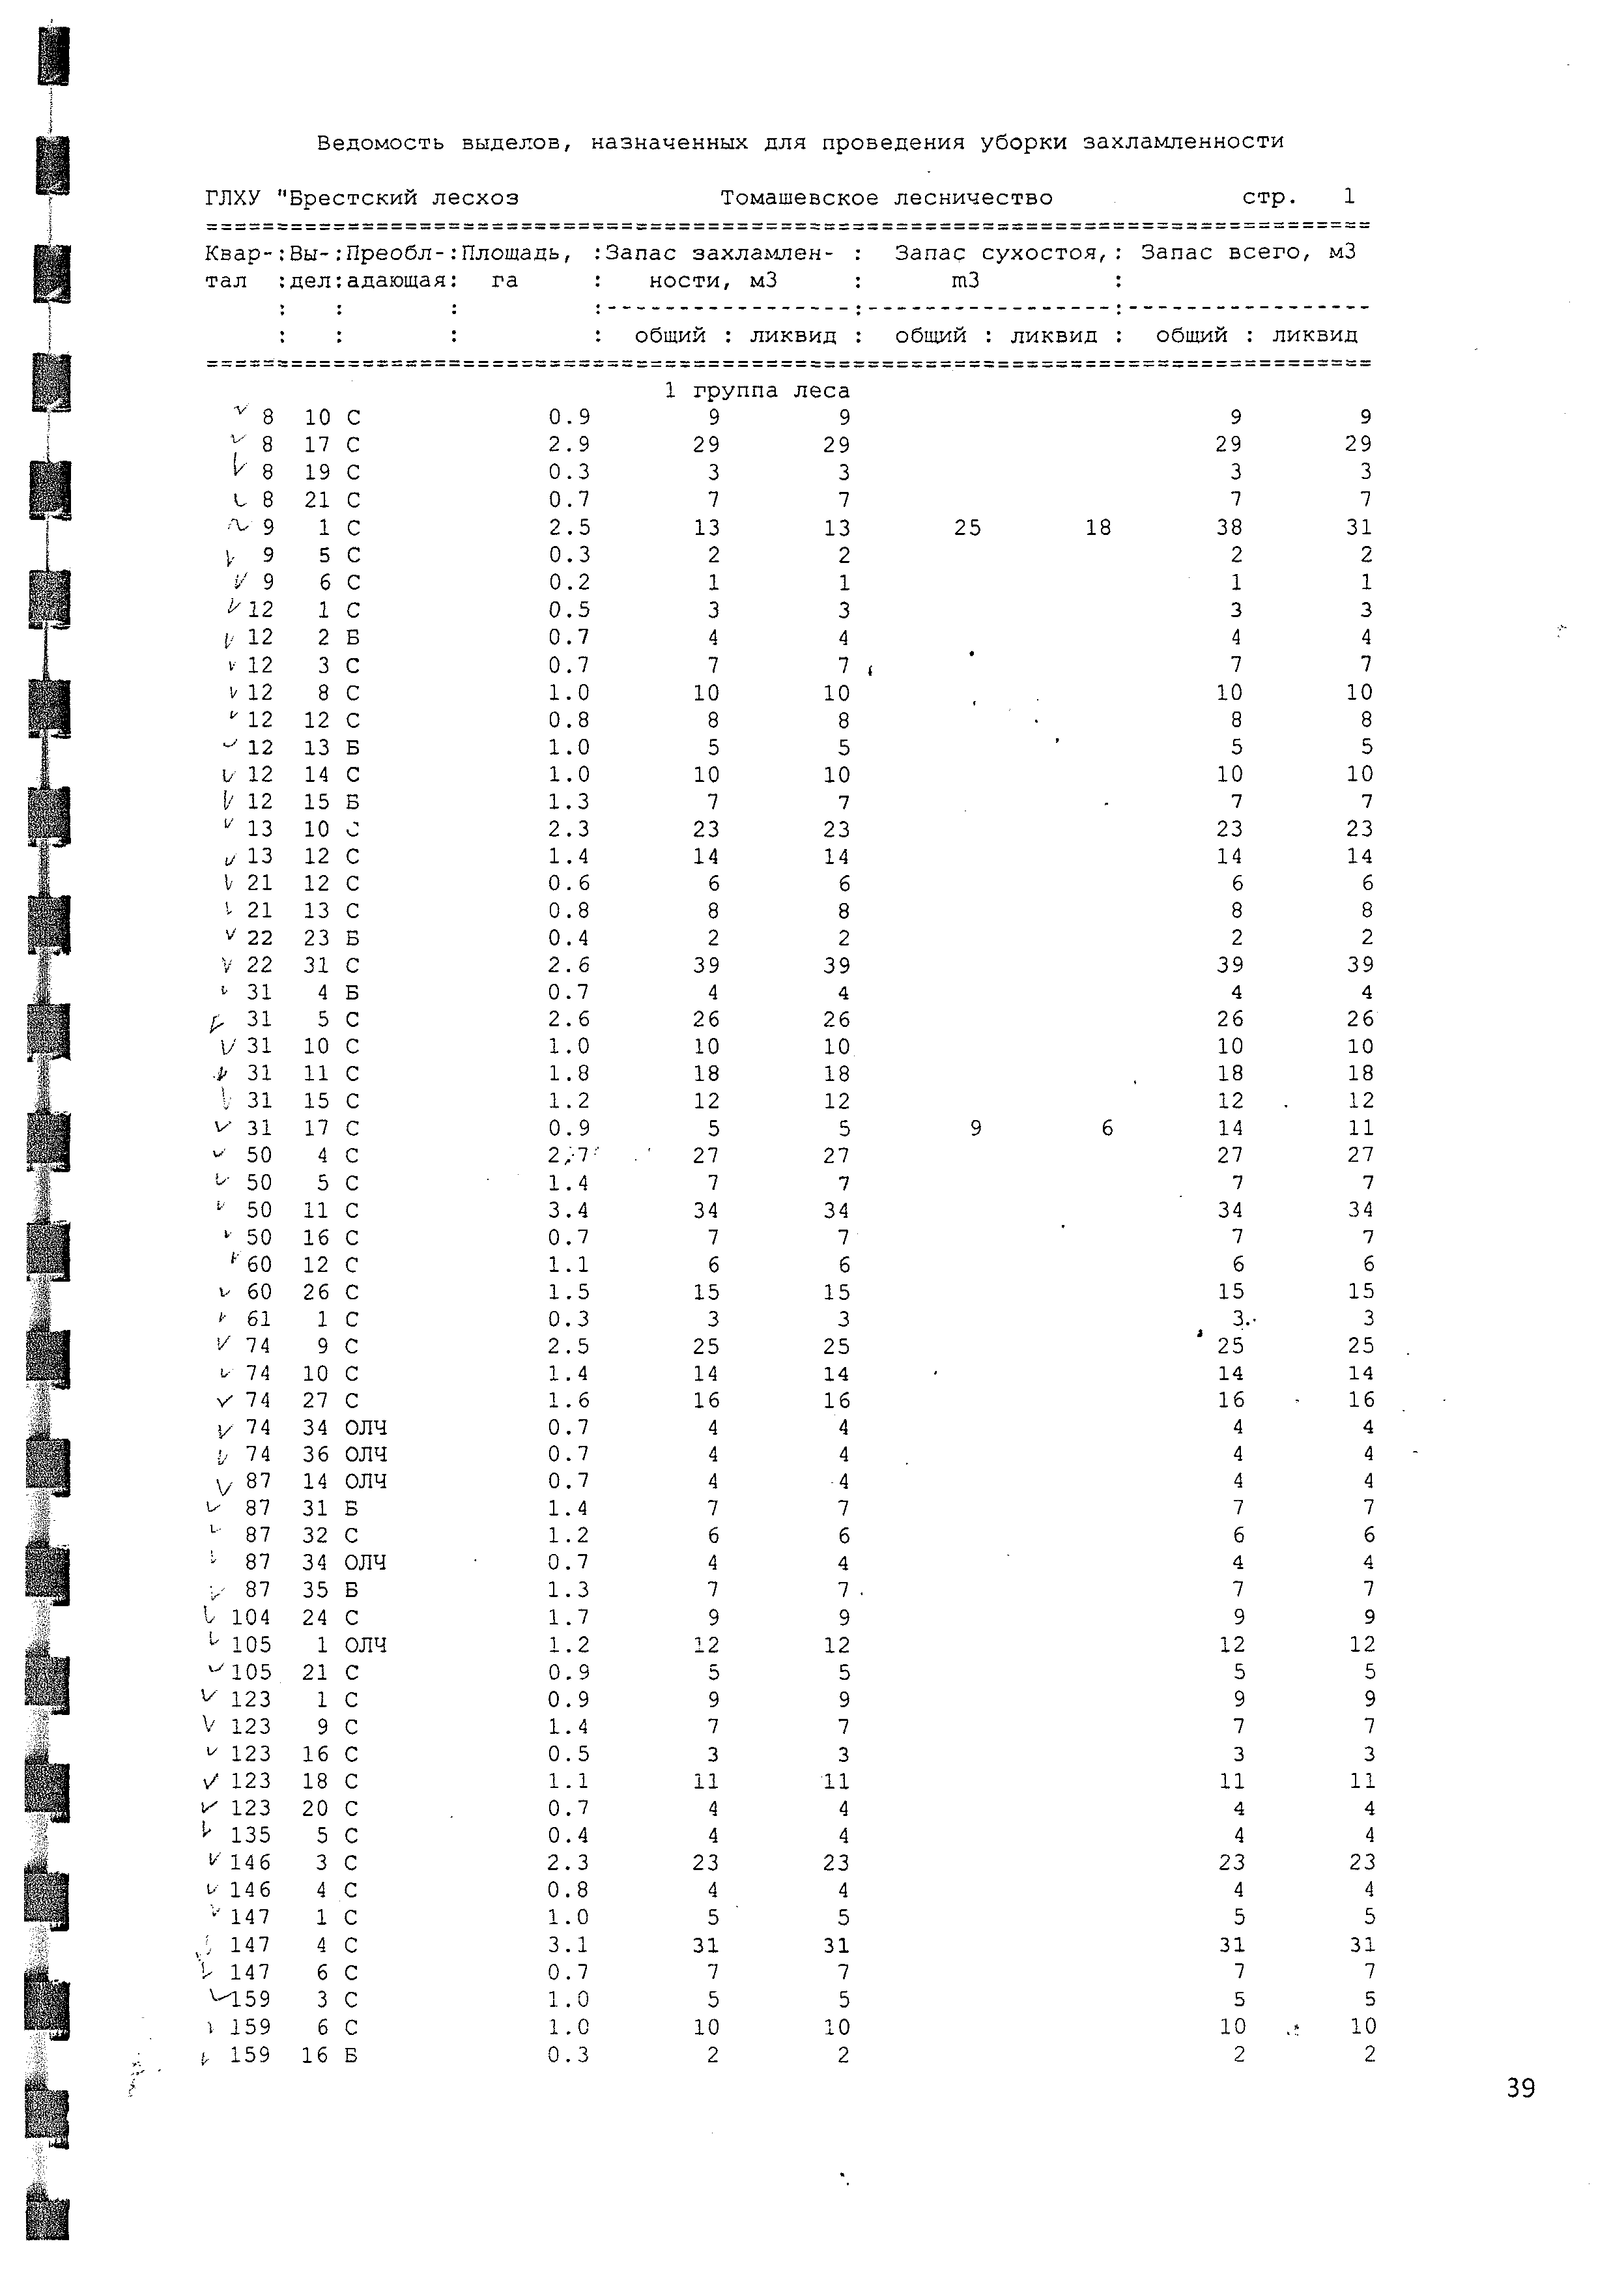 Ведомость выделов, назначенных для проведения уборки захламленности
ГЛХУ "Брестский лесхоз Томашевское лесничество стр. 1
================================================================================
Квар-:Вы-:Преобл-:Площадь, :Запас захламлен- : Запас сухостоя,: Запас всего, м3
тал :дел:адающая: га : ности, м3 : m3 :
: : : :-----------------:-----------------:-----------------
: : : : общий : ликвид : общий : ликвид : общий : ликвид
================================================================================
1 группа леса
8 10 С 0.9 9 9 9 9
8 17 С 2.9 29 29 29 29
8 19 С 0.3 3 3 3 3
8 21 С 0.7 7 7 7 7
9 1 С 2.5 13 13 25 18 38 31
9 5 С 0.3 2 2 2 2
9 6 С 0.2 1 1 1 1
12 1 С 0.5 3 3 3 3
12 2 Б 0.7 4 4 4 4
12 3 С 0.7 7 7 7 7
12 8 С 1.0 10 10 10 10
12 12 С 0.8 8 8 8 8
12 13 Б 1.0 5 5 5 5
12 14 С 1.0 10 10 10 10
12 15 Б 1.3 7 7 7 7
13 10 С 2.3 23 23 23 23
13 12 С 1.4 14 14 14 14
21 12 С 0.6 6 6 6 6
21 13 С 0.8 8 8 8 8
22 23 Б 0.4 2 2 2 2
22 31 С 2.6 39 39 39 39
31 4 Б 0.7 4 4 4 4
31 5 С 2.6 26 26 26 26
31 10 С 1.0 10 10 10 10
31 11 С 1.8 18 18 18 18
31 15 С 1.2 12 12 12 12
31 17 С 0.9 5 5 9 6 14 11
50 4 С 2.7 27 27 27 27
50 5 С 1.4 7 7 7 7
50 11 С 3.4 34 34 34 34
50 16 С 0.7 7 7 7 7
60 12 С 1.1 6 6 6 6
60 26 С 1.5 15 15 15 15
61 1 С 0.3 3 3 3 3
74 9 С 2.5 25 25 25 25
74 10 С 1.4 14 14 14 14
74 27 С 1.6 16 16 16 16
74 34 ОЛЧ 0.7 4 4 4 4
74 36 ОЛЧ 0.7 4 4 4 4
87 14 ОЛЧ 0.7 4 4 4 4
87 31 Б 1.4 7 7 7 7
87 32 С 1.2 6 6 6 6
87 34 ОЛЧ 0.7 4 4 4 4
87 35 Б 1.3 7 7 7 7
104 24 С 1.7 9 9 9 9
105 1 ОЛЧ 1.2 12 12 12 12
105 21 С 0.9 5 5 5 5
123 1 С 0.9 9 9 9 9
123 9 С 1.4 7 7 7 7
123 16 С 0.5 3 3 3 3
123 18 С 1.1 11 11 11 11
123 20 С 0.7 4 4 4 4
135 5 С 0.4 4 4 4 4
146 3 С 2.3 23 23 23 23
146 4 С 0.8 4 4 4 4
147 1 С 1.0 5 5 5 5
147 4 С 3.1 31 31 31 31
147 6 С 0.7 7 7 7 7
159 3 С 1.0 5 5 5 5
159 6 С 1.0 10 10 10 10
159 16 Б 0.3 2 2 2 2
39